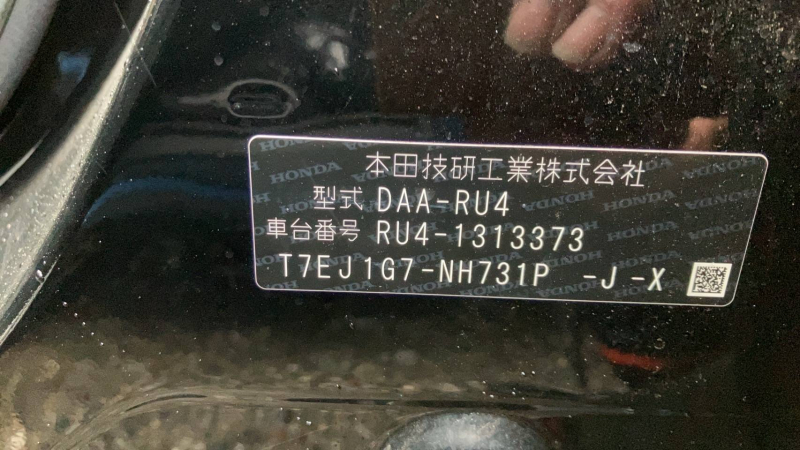 本田技研工業株式会社
型式 DAA-RU4
車台番号 RU4-1313373
T7EJ1G7-NH731P -J -X